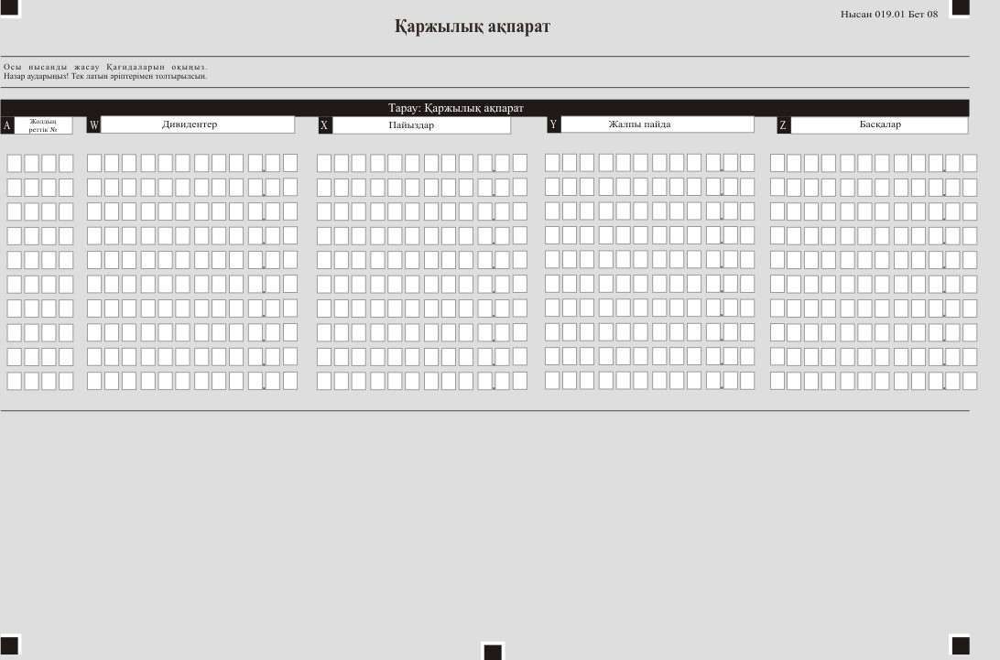 Нысан 019.01 Бет 08
Қаржылық ақпарат
Осы нысанды жасау Қағидаларын оқыңыз.
Назар аударыңыз! Тек латын әріптерімен толтырылсын.
Тарау: Қаржылық ақпарат
A Жолдың реттік № W Дивидентер X Пайыздар Y Жалпы пайда Z Басқалар